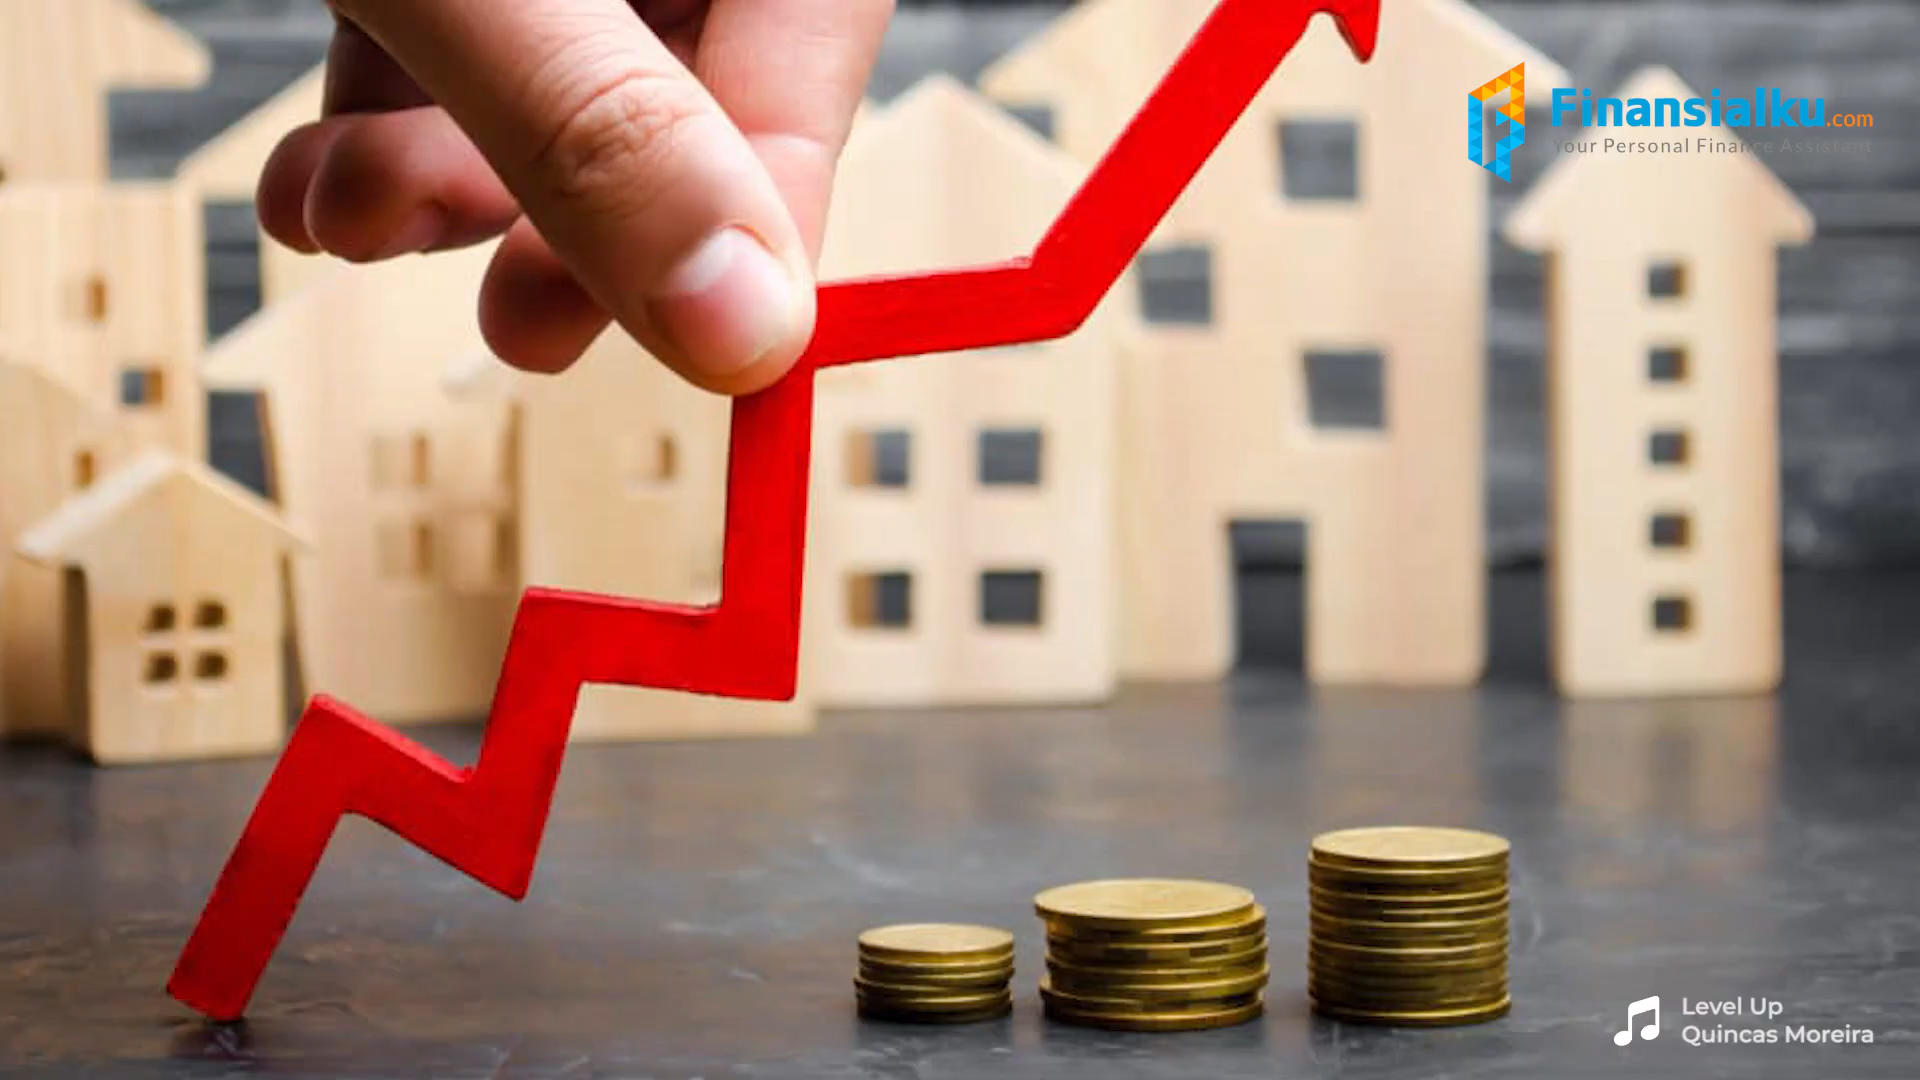 Finansialku.com
Your Personal Finance Assistant
Level Up
Quincas Moreira